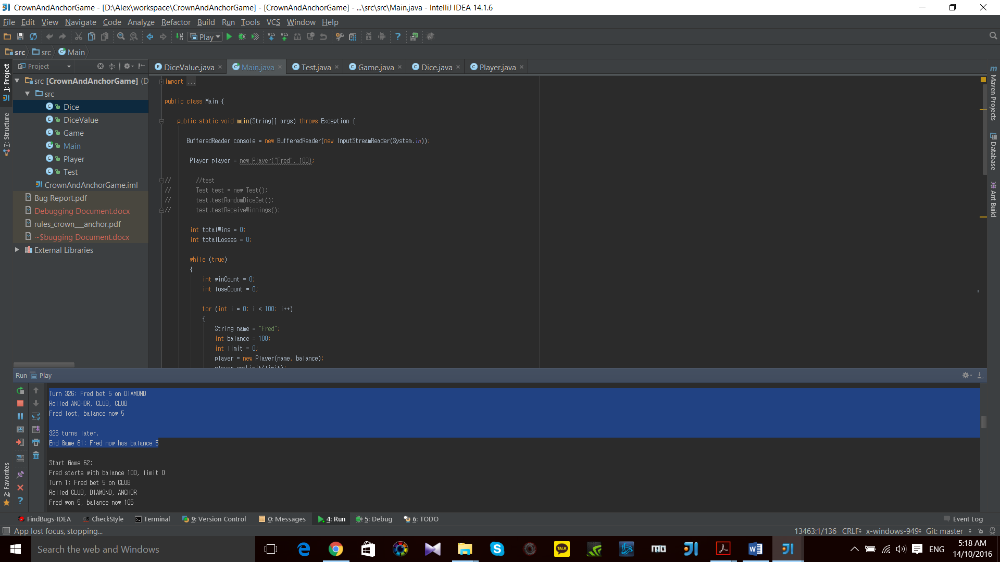 CrownAndAnchorGame - [D:\Alex\workspace\CrownAndAnchorGame] - [CrownAndAnchorGame] - ...\src\src\Main.java - IntelliJ IDEA 14.1.6
File Edit View Navigate Code Analyze Refactor Build Run Tools VCS Window Help
Play
src src Main
Project
DiceValue.java Main.java Test.java Game.java Dice.java Player.java
1: Project
7: Structure
2: Favorites
src [CrownAndAnchorGame] (D
src
Dice
DiceValue
Game
Main
Player
Test
CrownAndAnchorGame.iml
Bug Report.pdf
Debugging Document.docx
rules_crown__anchor.pdf
~$bugging Document.docx
External Libraries
import ...
public class Main {
public static void main(String[] args) throws Exception {
BufferedReader console = new BufferedReader(new InputStreamReader(System.in));
Player player = new Player("Fred", 100);
// //test
// Test test = new Test();
// test.testRandomDiceSet();
// test.testReceiveWinnings();
int totalWins = 0;
int totalLosses = 0;
while (true)
{
int winCount = 0;
int loseCount = 0;
for (int i = 0; i < 100; i++)
{
String name = "Fred";
int balance = 100;
int limit = 0;
player = new Player(name, balance);
player.setLimit(limit);
Maven Projects
Database
Ant Build
Run Play
Turn 326: Fred bet 5 on DIAMOND
Rolled ANCHOR, CLUB, CLUB
Fred lost, balance now 5
326 turns later.
End Game 61: Fred now has balance 5
Start Game 62:
Fred starts with balance 100, limit 0
Turn 1: Fred bet 5 on CLUB
Rolled CLUB, DIAMOND, ANCHOR
Fred won 5, balance now 105
FindBugs-IDEA CheckStyle Terminal 9: Version Control 0: Messages 4: Run 5: Debug 6: TODO Event Log
App lost focus, stopping... 13463:1/136 CRLF x-windows-949 Git: master
Search the web and Windows
TALK
ENG
5:18 AM
14/10/2016